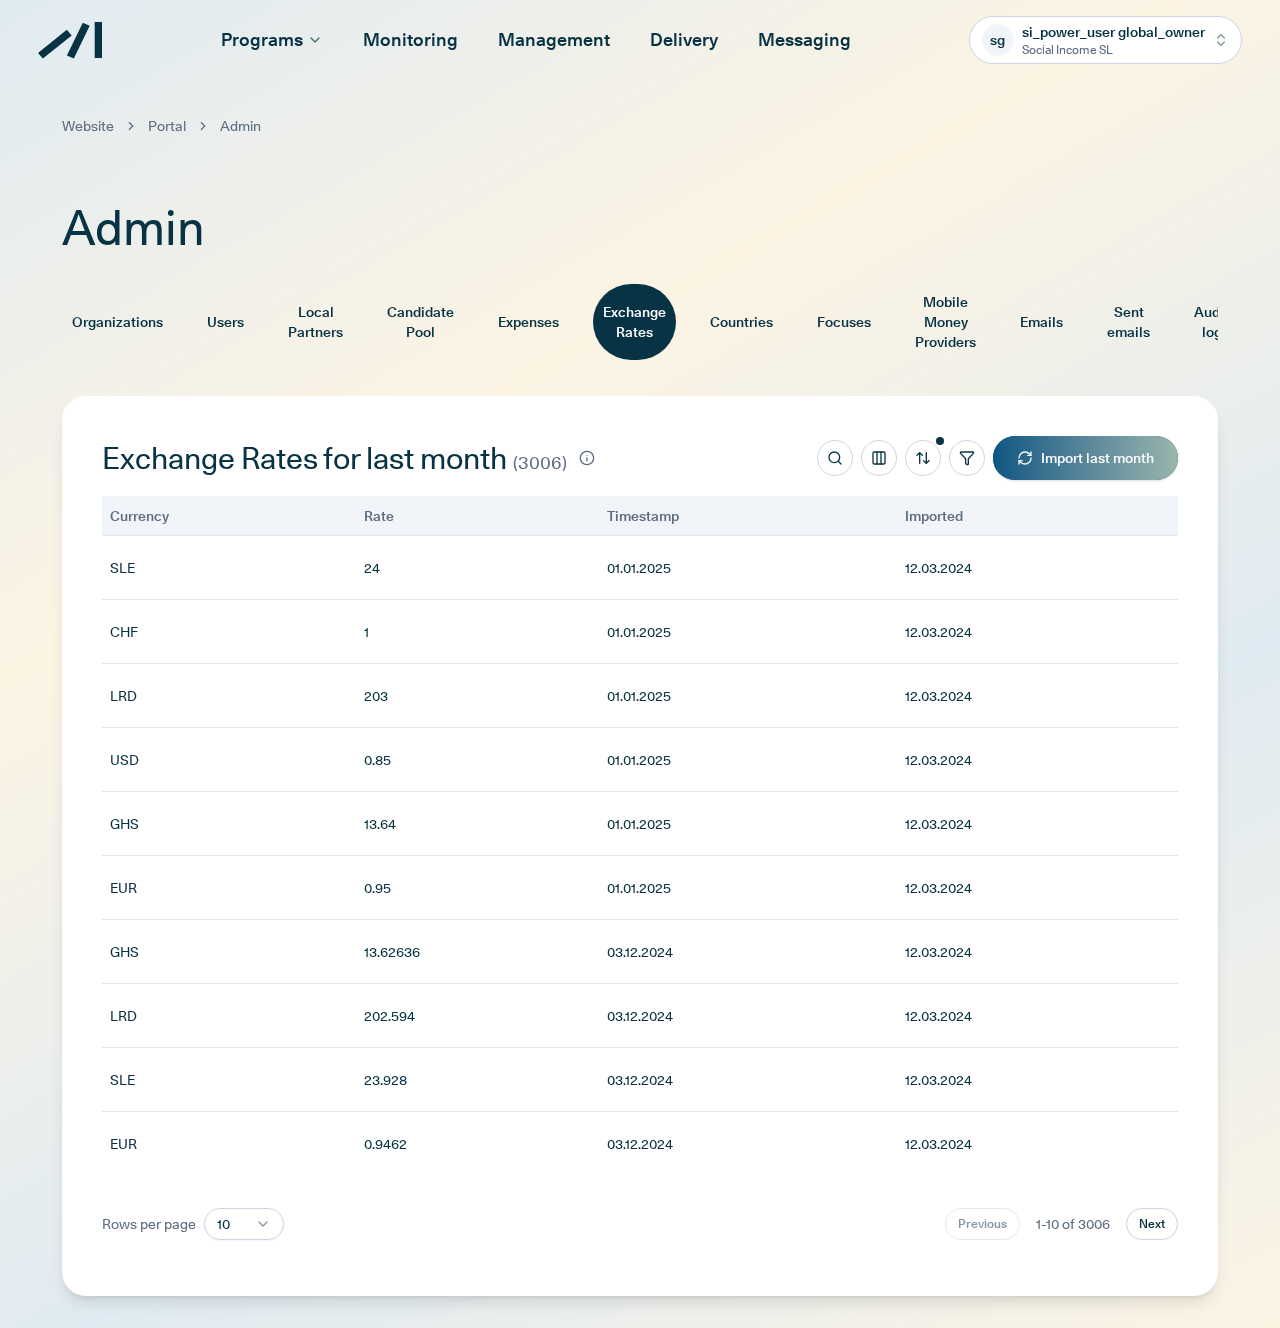 Programs Monitoring Management Delivery Messaging
sg si_power_user global_owner
Social Income SL
Website Portal Admin
Admin
Organizations Users Local Partners Candidate Pool Expenses Exchange Rates Countries Focuses Mobile Money Providers Emails Sent emails
Exchange Rates for last month (3006) Import last month
Currency Rate Timestamp Imported
SLE 24 01.01.2025 12.03.2024
CHF 1 01.01.2025 12.03.2024
LRD 203 01.01.2025 12.03.2024
USD 0.85 01.01.2025 12.03.2024
GHS 13.64 01.01.2025 12.03.2024
EUR 0.95 01.01.2025 12.03.2024
GHS 13.62636 03.12.2024 12.03.2024
LRD 202.594 03.12.2024 12.03.2024
SLE 23.928 03.12.2024 12.03.2024
EUR 0.9462 03.12.2024 12.03.2024
Rows per page 10 Previous 1-10 of 3006 Next